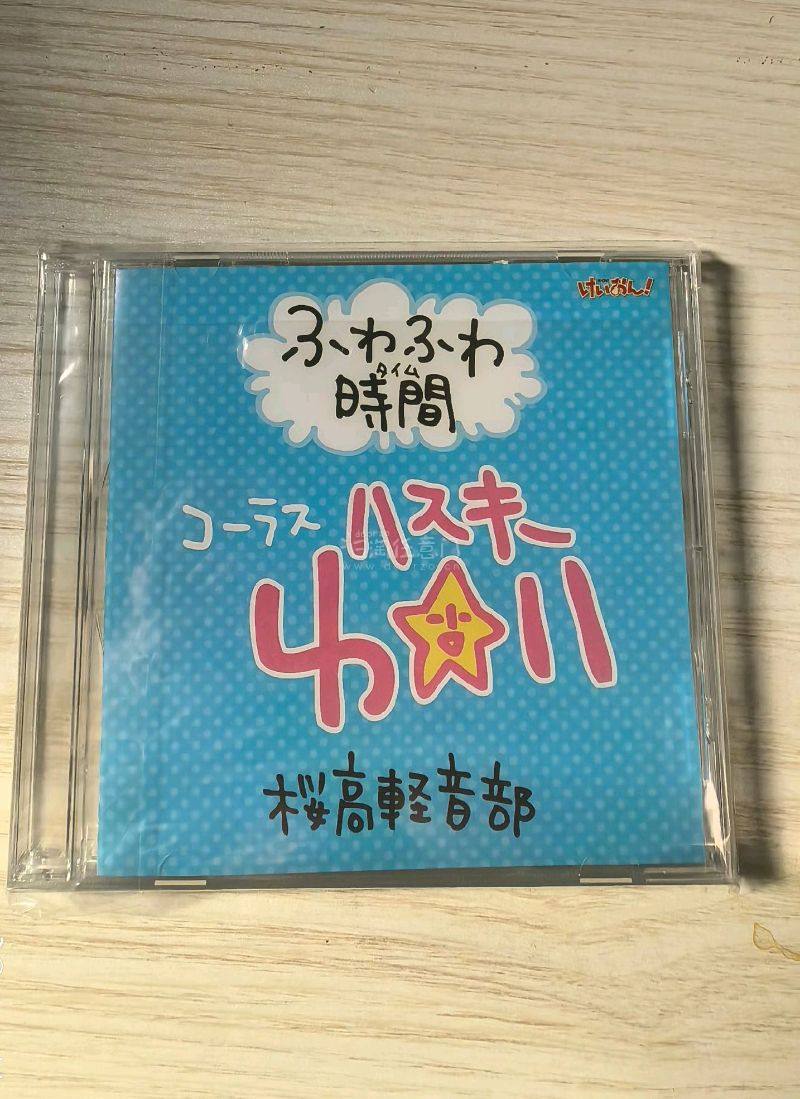 けいおん!
ふわふわ
タイム
時間
コーラス ハスキー
ゆ☆い
桜高軽音部